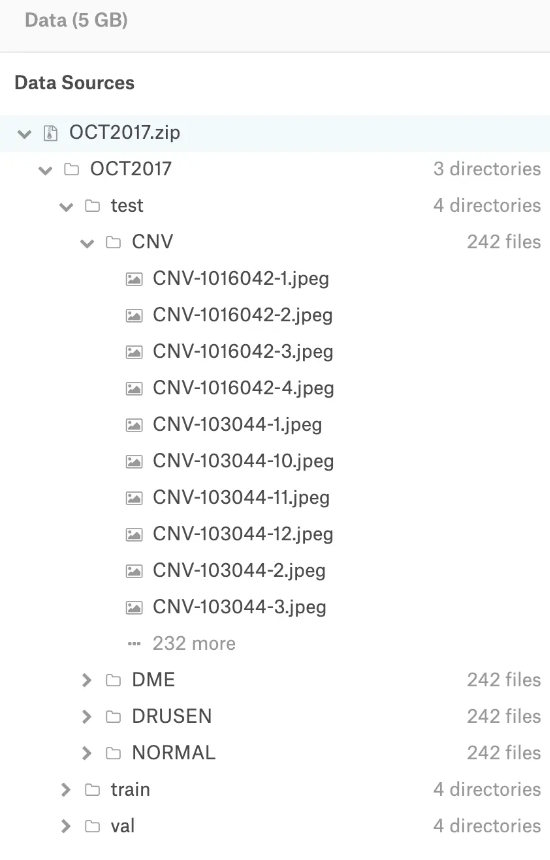 Data (5 GB)
Data Sources
OCT2017.zip
OCT2017 3 directories
test 4 directories
CNV 242 files
CNV-1016042-1.jpeg
CNV-1016042-2.jpeg
CNV-1016042-3.jpeg
CNV-1016042-4.jpeg
CNV-103044-1.jpeg
CNV-103044-10.jpeg
CNV-103044-11.jpeg
CNV-103044-12.jpeg
CNV-103044-2.jpeg
CNV-103044-3.jpeg
232 more
DME 242 files
DRUSEN 242 files
NORMAL 242 files
train 4 directories
val 4 directories